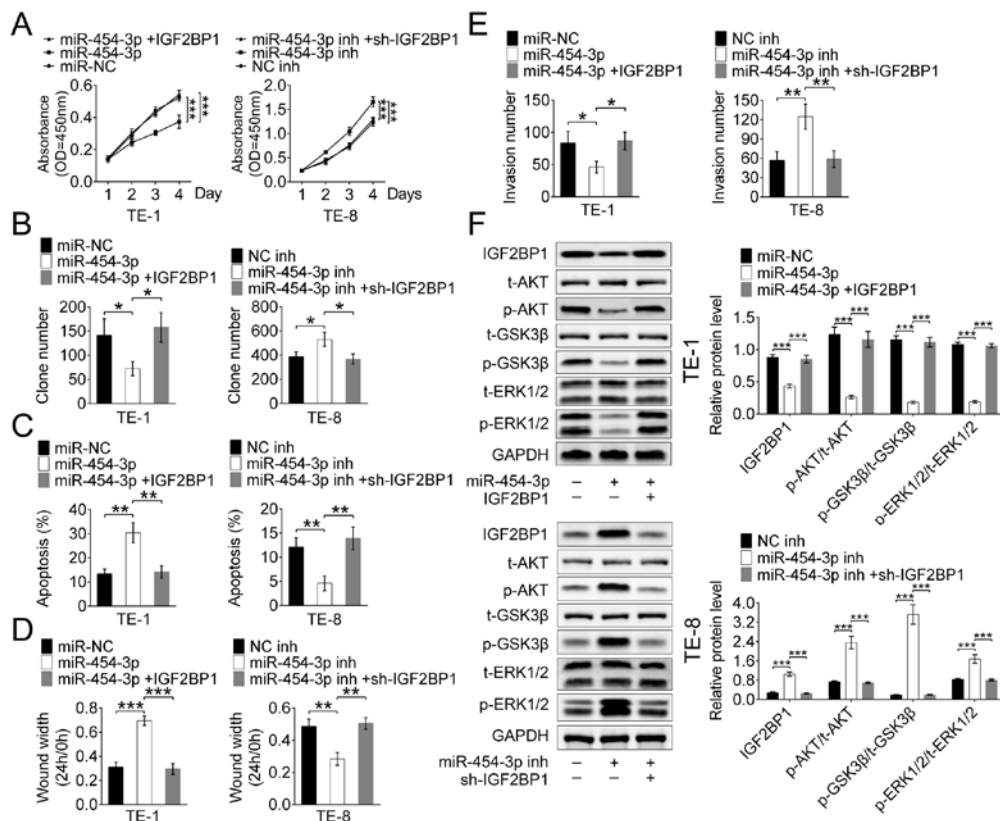 A
miR-454-3p +IGF2BP1
miR-454-3p
miR-NC
Absorbance
(OD=450nm)
0.6
0.4
0.2
0.0
***
***
1 2 3 4 Day
TE-1
miR-454-3p inh +sh-IGF2BP1
miR-454-3p inh
NC inh
Absorbance
(OD=450nm)
2.0
1.5
1.0
0.5
0.0
***
***
1 2 3 4 Days
TE-8
B
miR-NC
miR-454-3p
miR-454-3p +IGF2BP1
Clone number
200
150
100
50
0
* *
TE-1
NC inh
miR-454-3p inh
miR-454-3p inh +sh-IGF2BP1
Clone number
800
600
400
200
0
* *
TE-8
C
miR-NC
miR-454-3p
miR-454-3p +IGF2BP1
Apoptosis (%)
40
30
20
10
0
** **
TE-1
NC inh
miR-454-3p inh
miR-454-3p inh +sh-IGF2BP1
Apoptosis (%)
20
15
10
5
0
** **
TE-8
D
miR-NC
miR-454-3p
miR-454-3p +IGF2BP1
Wound width
(24h/0h)
0.8
0.6
0.4
0.2
0.0
*** ***
TE-1
NC inh
miR-454-3p inh
miR-454-3p inh +sh-IGF2BP1
Wound width
(24h/0h)
0.6
0.4
0.2
0.0
** **
TE-8
E
miR-NC
miR-454-3p
miR-454-3p +IGF2BP1
Invasion number
150
100
50
0
* *
TE-1
NC inh
miR-454-3p inh
miR-454-3p inh +sh-IGF2BP1
Invasion number
150
120
90
60
30
0
** **
TE-8
F
IGF2BP1
t-AKT
p-AKT
t-GSK3β
p-GSK3β
t-ERK1/2
p-ERK1/2
GAPDH
miR-454-3p − + +
IGF2BP1 − − +
TE-1
miR-NC
miR-454-3p
miR-454-3p +IGF2BP1
Relative protein level
1.5
1.0
0.5
0.0
*** *** *** *** *** *** *** ***
IGF2BP1
p-AKT/t-AKT
p-GSK3β/t-GSK3β
p-ERK1/2/t-ERK1/2
IGF2BP1
t-AKT
p-AKT
t-GSK3β
p-GSK3β
t-ERK1/2
p-ERK1/2
GAPDH
miR-454-3p inh − + +
sh-IGF2BP1 − − +
TE-8
NC inh
miR-454-3p inh
miR-454-3p inh +sh-IGF2BP1
Relative protein level
4.0
3.2
2.4
1.6
0.8
0.0
*** *** *** *** *** *** *** ***
IGF2BP1
p-AKT/t-AKT
p-GSK3β/t-GSK3β
p-ERK1/2/t-ERK1/2